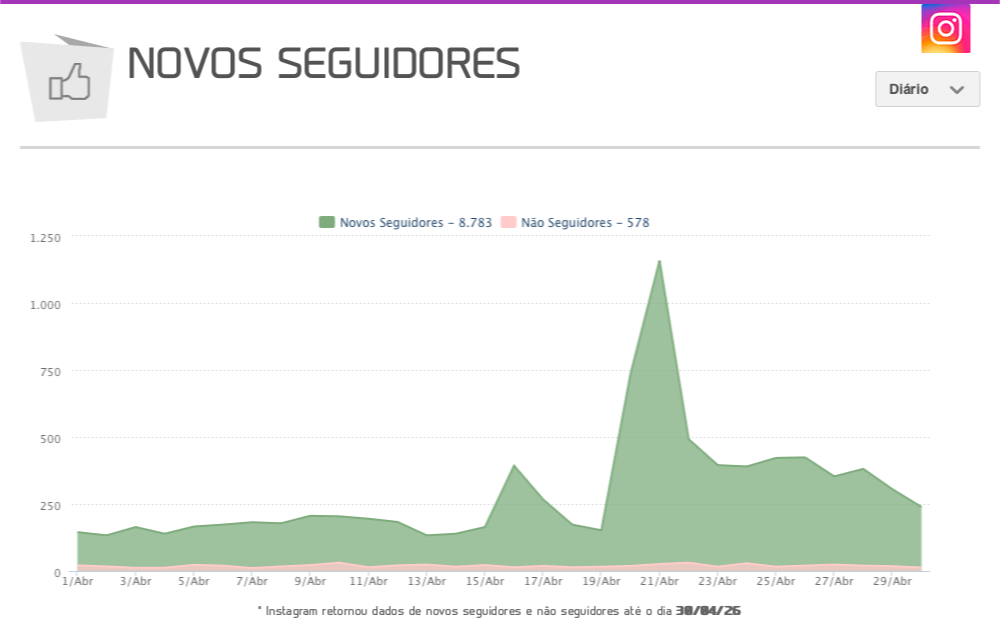 NOVOS SEGUIDORES
Diário
Novos Seguidores - 8.783 Não Seguidores - 578
1.250
1.000
750
500
250
0
1/Abr 3/Abr 5/Abr 7/Abr 9/Abr 11/Abr 13/Abr 15/Abr 17/Abr 19/Abr 21/Abr 23/Abr 25/Abr 27/Abr 29/Abr
* Instagram retornou dados de novos seguidores e não seguidores até o dia 30/04/26